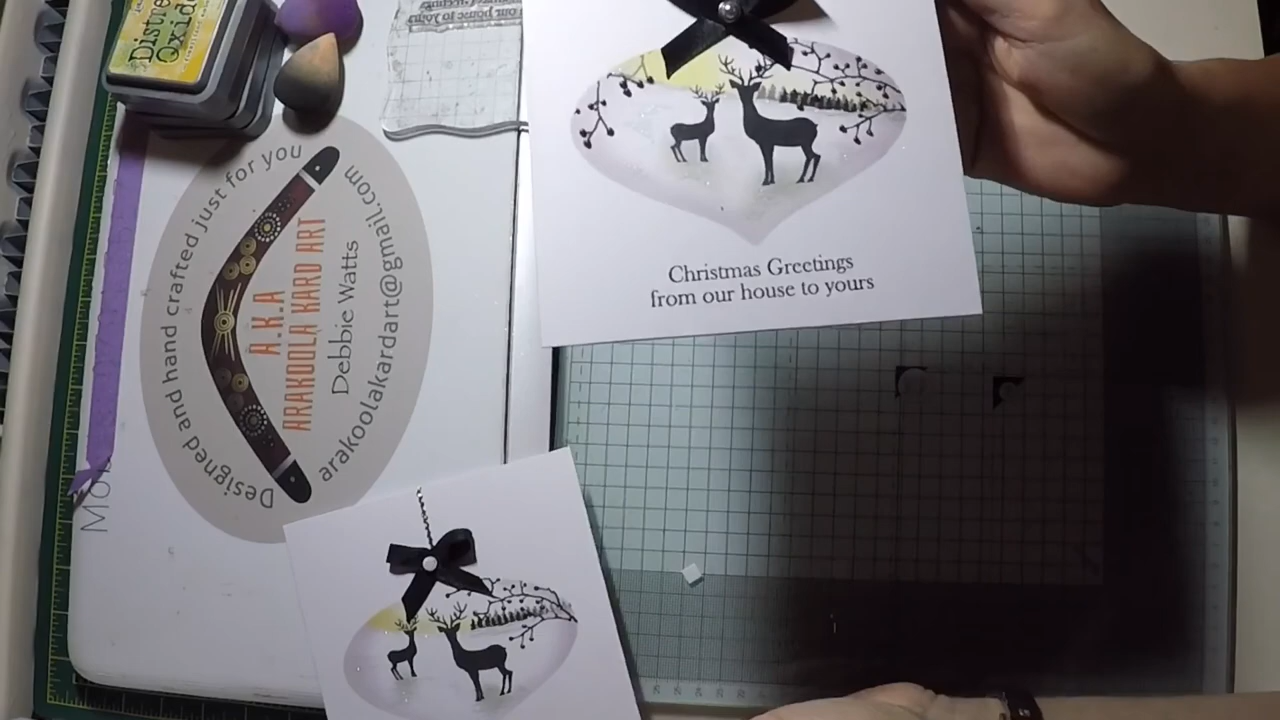 Distress
Oxide
Designed and hand crafted just for you
A.K.A
ARAKOOLA KARD ART
Debbie Watts
arakoolakardart@gmail.com
Christmas Greetings
from our house to yours